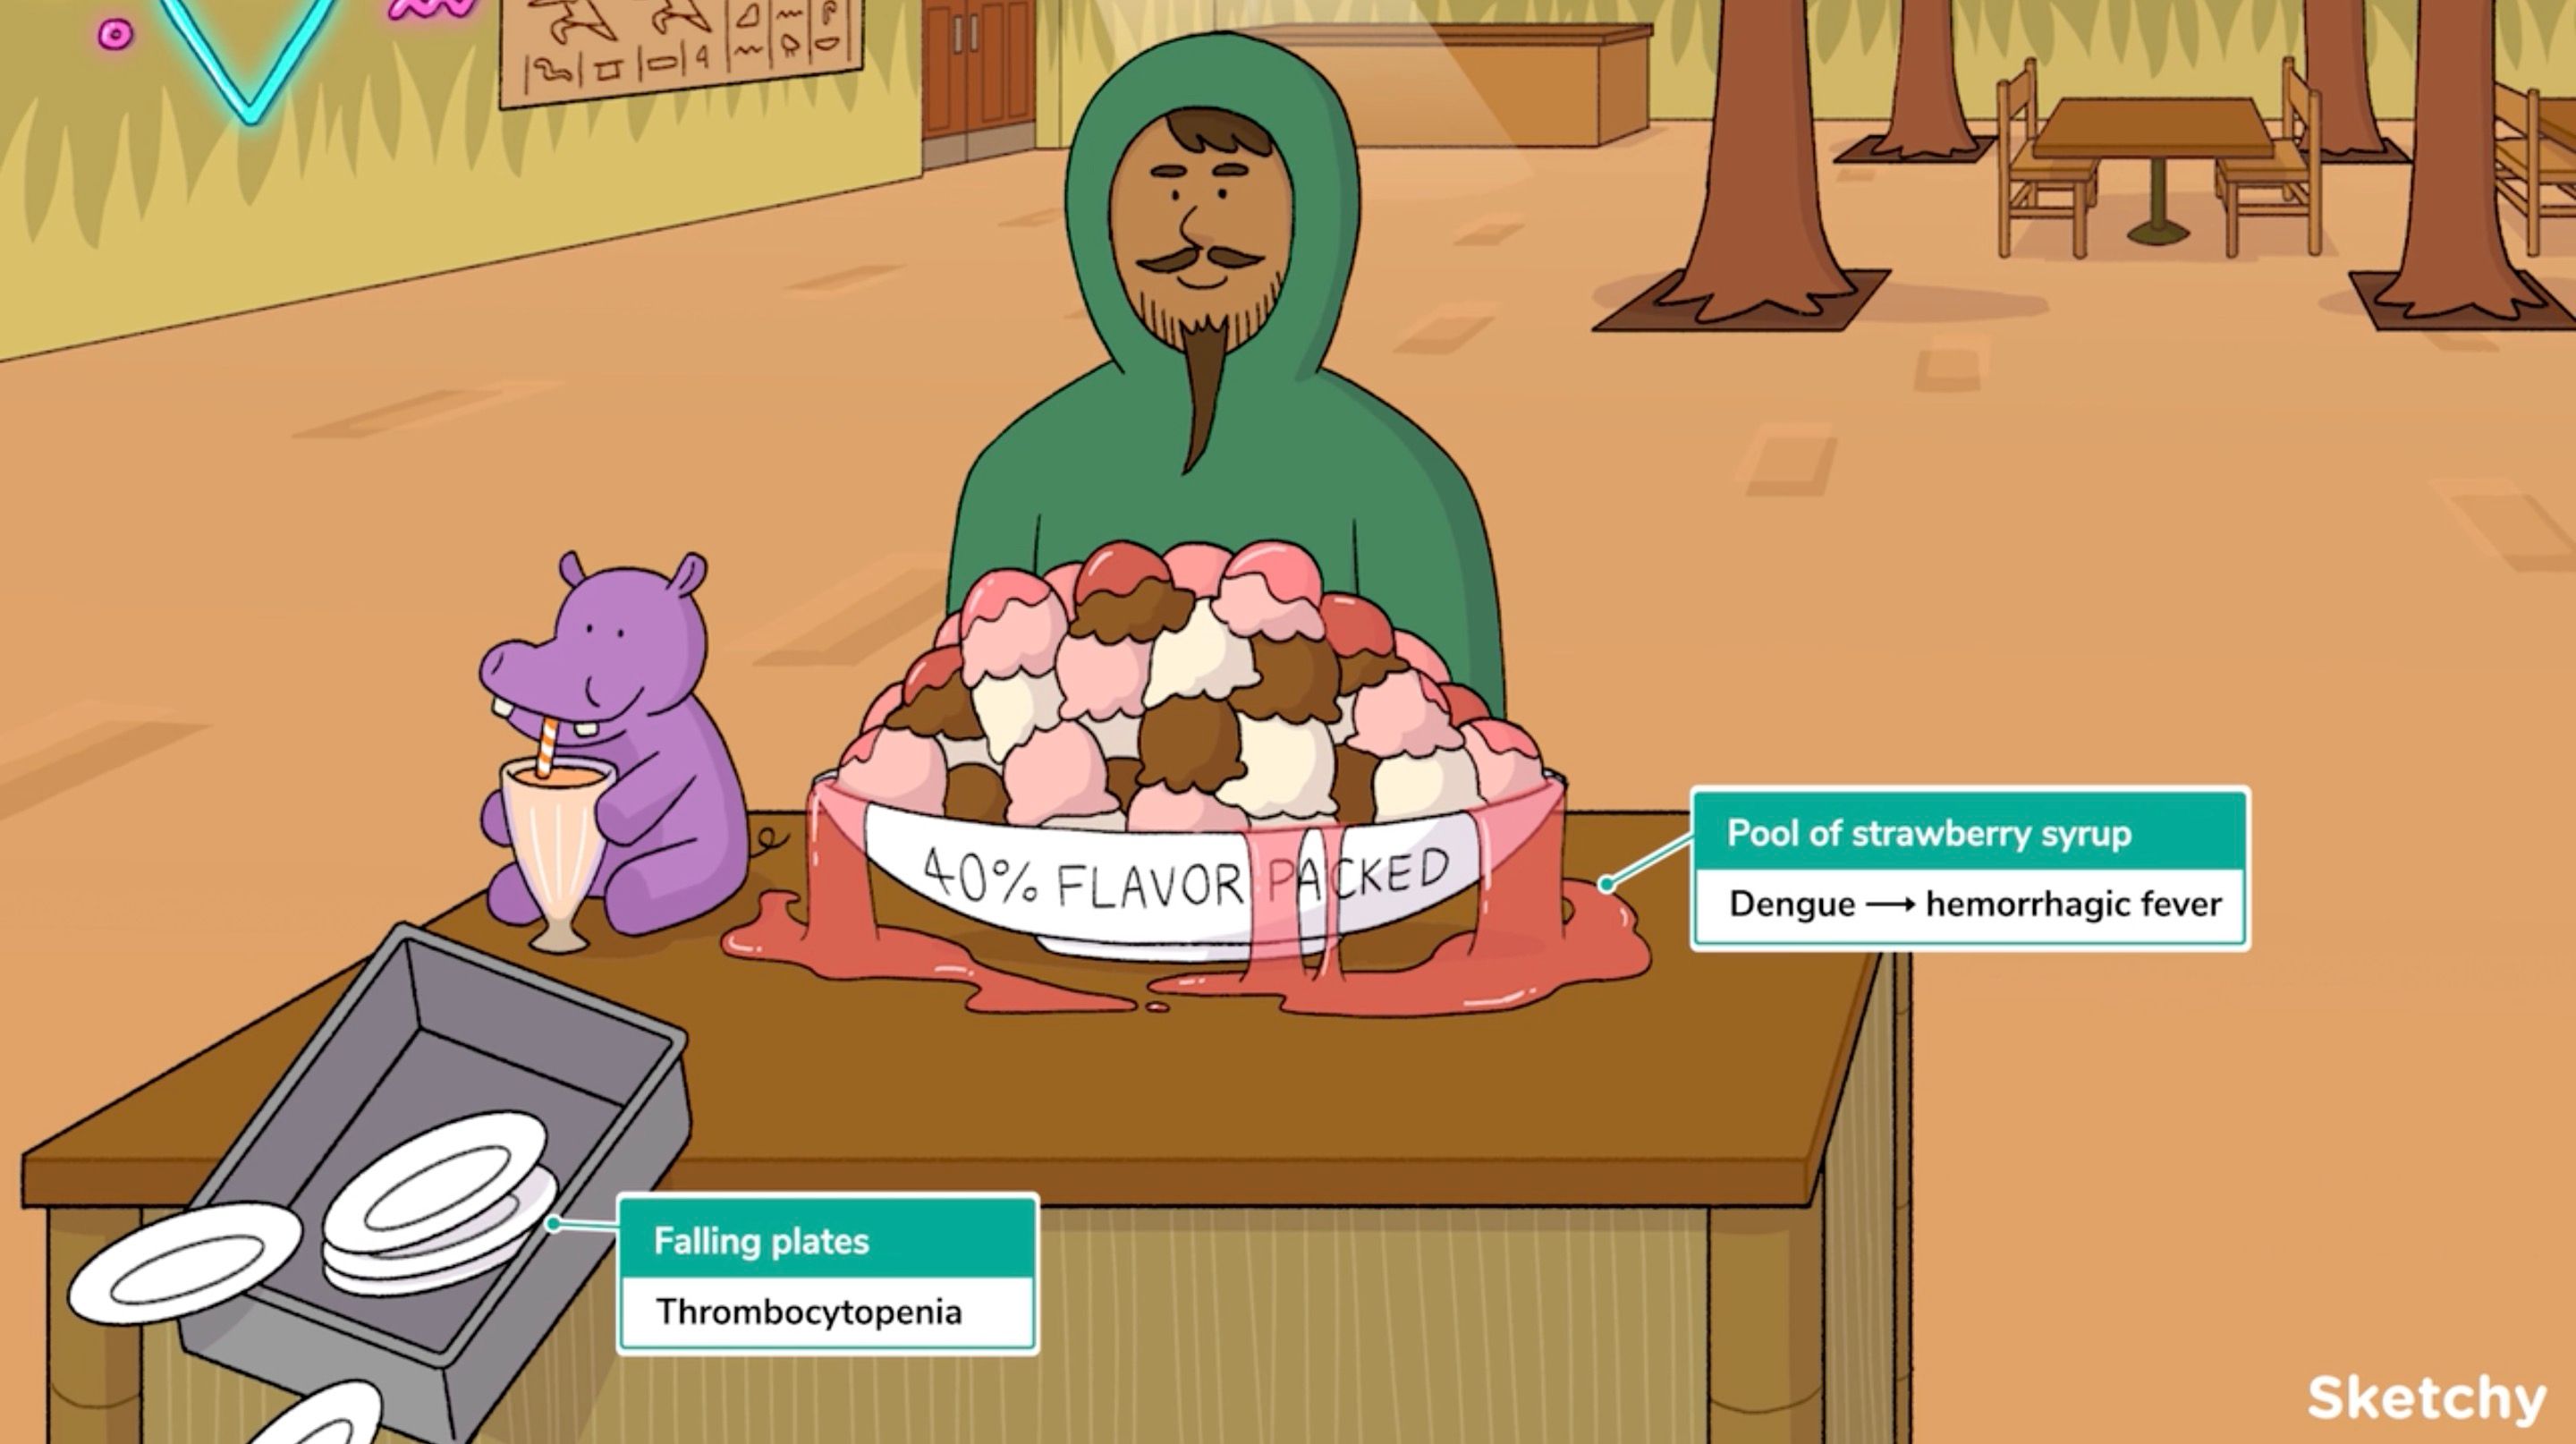 40% FLAVOR PACKED
Pool of strawberry syrup
Dengue → hemorrhagic fever
Falling plates
Thrombocytopenia
Sketchy